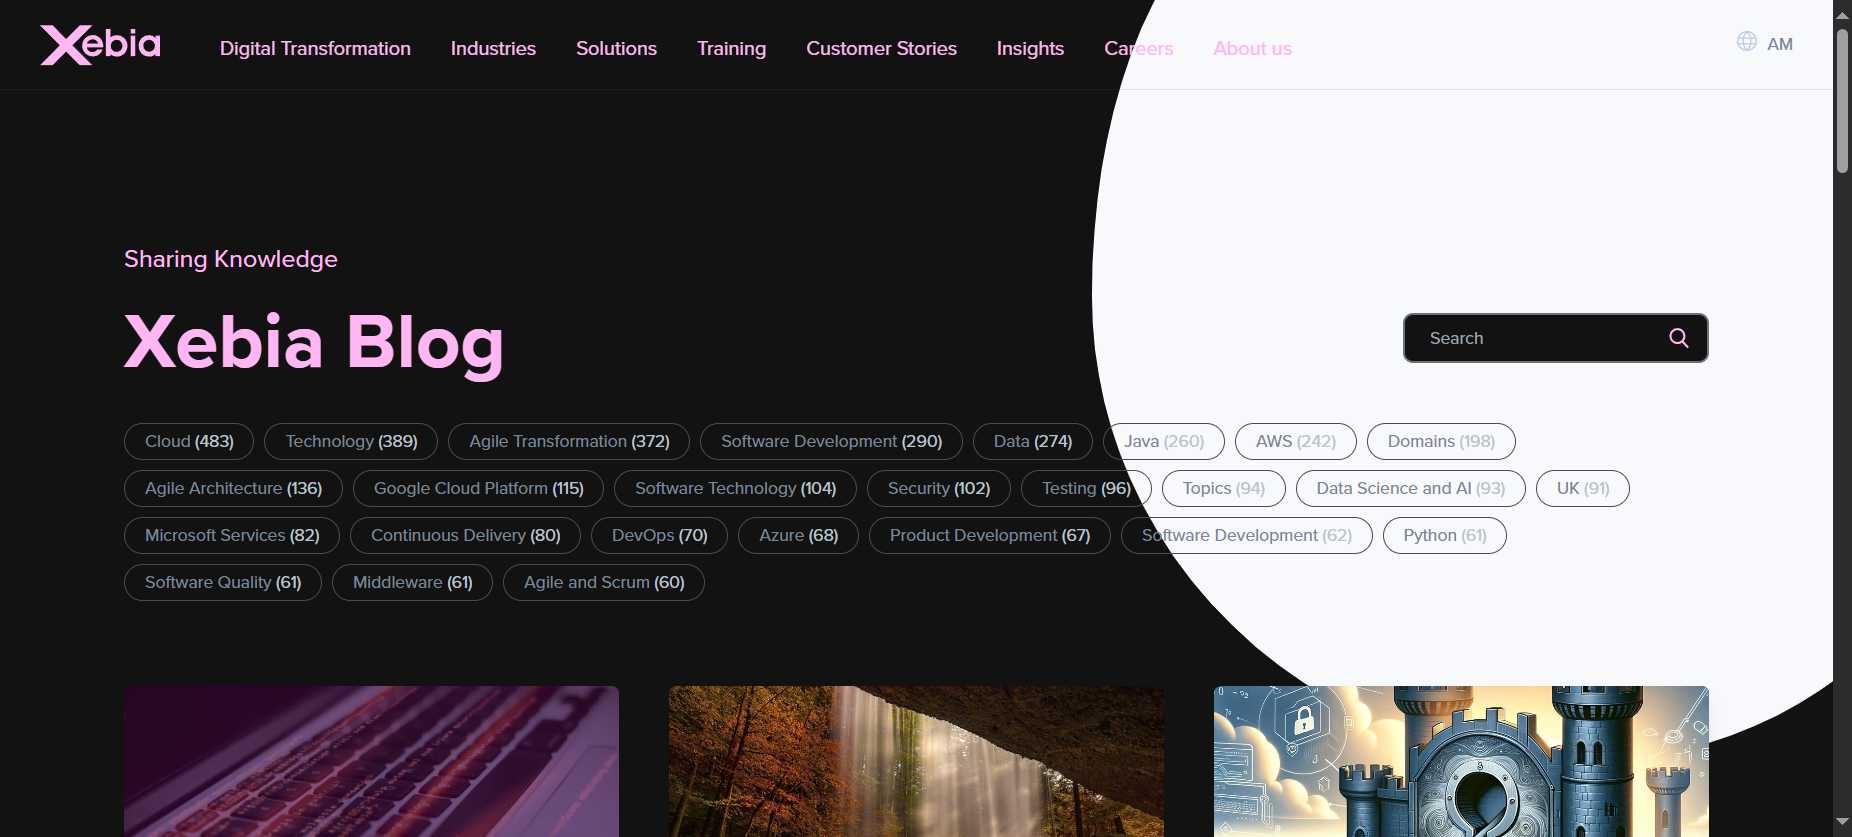 Xebia
Digital Transformation Industries Solutions Training Customer Stories Insights Careers About us AM
Sharing Knowledge
Xebia Blog
Search
Cloud (483) Technology (389) Agile Transformation (372) Software Development (290) Data (274) Java (260) AWS (242) Domains (198)
Agile Architecture (136) Google Cloud Platform (115) Software Technology (104) Security (102) Testing (96) Topics (94) Data Science and AI (93) UK (91)
Microsoft Services (82) Continuous Delivery (80) DevOps (70) Azure (68) Product Development (67) Software Development (62) Python (61)
Software Quality (61) Middleware (61) Agile and Scrum (60)